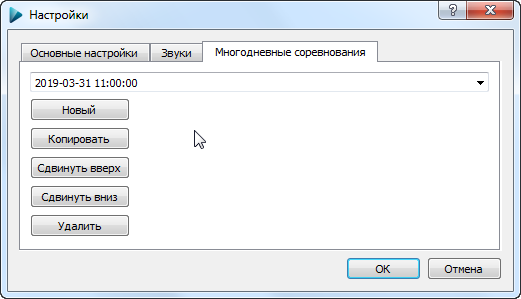 Настройки
Основные настройки Звуки Многодневные соревнования
2019-03-31 11:00:00
Новый
Копировать
Сдвинуть вверх
Сдвинуть вниз
Удалить
OK Отмена